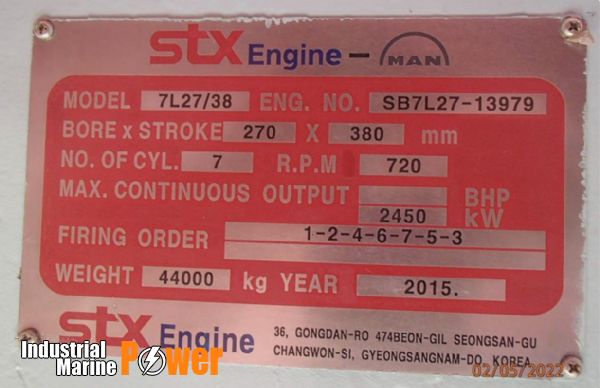 STX Engine – MAN
MODEL 7L27/38 ENG. NO. SB7L27-13979
BORE x STROKE 270 X 380 mm
NO. OF CYL. 7 R.P.M 720
MAX. CONTINUOUS OUTPUT BHP
2450 kW
FIRING ORDER 1-2-4-6-7-5-3
WEIGHT 44000 kg YEAR 2015.
STX Engine
36, GONGDAN-RO 474BEON-GIL SEONGSAN-GU
CHANGWON-SI, GYEONGSANGNAM-DO, KOREA
Industrial
Marine Power
02/05/2022